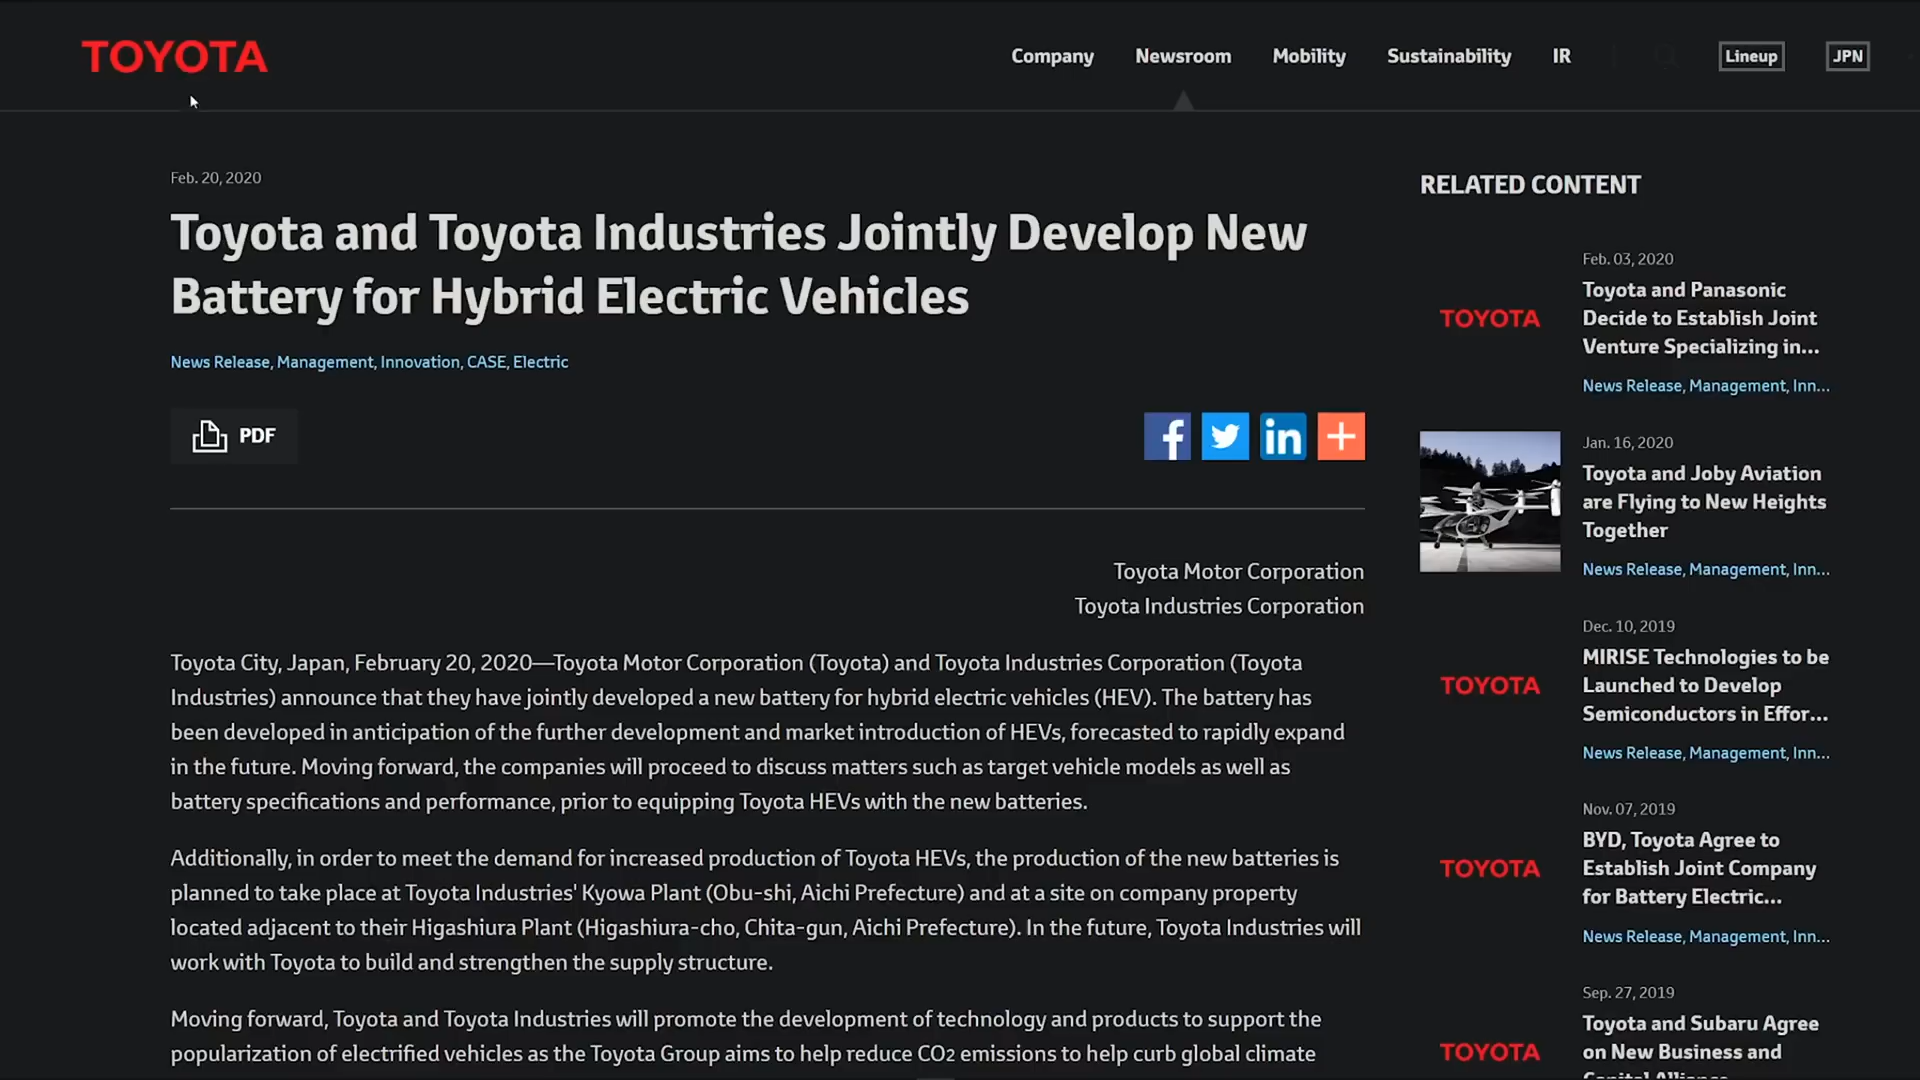 TOYOTA
Company
Newsroom
Mobility
Sustainability
IR
Lineup
JPN
Feb. 20, 2020
Toyota and Toyota Industries Jointly Develop New
Battery for Hybrid Electric Vehicles
News Release, Management, Innovation, CASE, Electric
PDF
Toyota Motor Corporation
Toyota Industries Corporation
Toyota City, Japan, February 20, 2020—Toyota Motor Corporation (Toyota) and Toyota Industries Corporation (Toyota
Industries) announce that they have jointly developed a new battery for hybrid electric vehicles (HEV). The battery has
been developed in anticipation of the further development and market introduction of HEVs, forecasted to rapidly expand
in the future. Moving forward, the companies will proceed to discuss matters such as target vehicle models as well as
battery specifications and performance, prior to equipping Toyota HEVs with the new batteries.
Additionally, in order to meet the demand for increased production of Toyota HEVs, the production of the new batteries is
planned to take place at Toyota Industries' Kyowa Plant (Obu-shi, Aichi Prefecture) and at a site on company property
located adjacent to their Higashiura Plant (Higashiura-cho, Chita-gun, Aichi Prefecture). In the future, Toyota Industries will
work with Toyota to build and strengthen the supply structure.
Moving forward, Toyota and Toyota Industries will promote the development of technology and products to support the
popularization of electrified vehicles as the Toyota Group aims to help reduce CO2 emissions to help curb global climate
RELATED CONTENT
Feb. 03, 2020
TOYOTA
Toyota and Panasonic
Decide to Establish Joint
Venture Specializing in...
News Release, Management, Inn...
Jan. 16, 2020
Toyota and Joby Aviation
are Flying to New Heights
Together
News Release, Management, Inn...
Dec. 10, 2019
TOYOTA
MIRISE Technologies to be
Launched to Develop
Semiconductors in Effor...
News Release, Management, Inn...
Nov. 07, 2019
TOYOTA
BYD, Toyota Agree to
Establish Joint Company
for Battery Electric...
News Release, Management, Inn...
Sep. 27, 2019
TOYOTA
Toyota and Subaru Agree
on New Business and
Capital Alliance